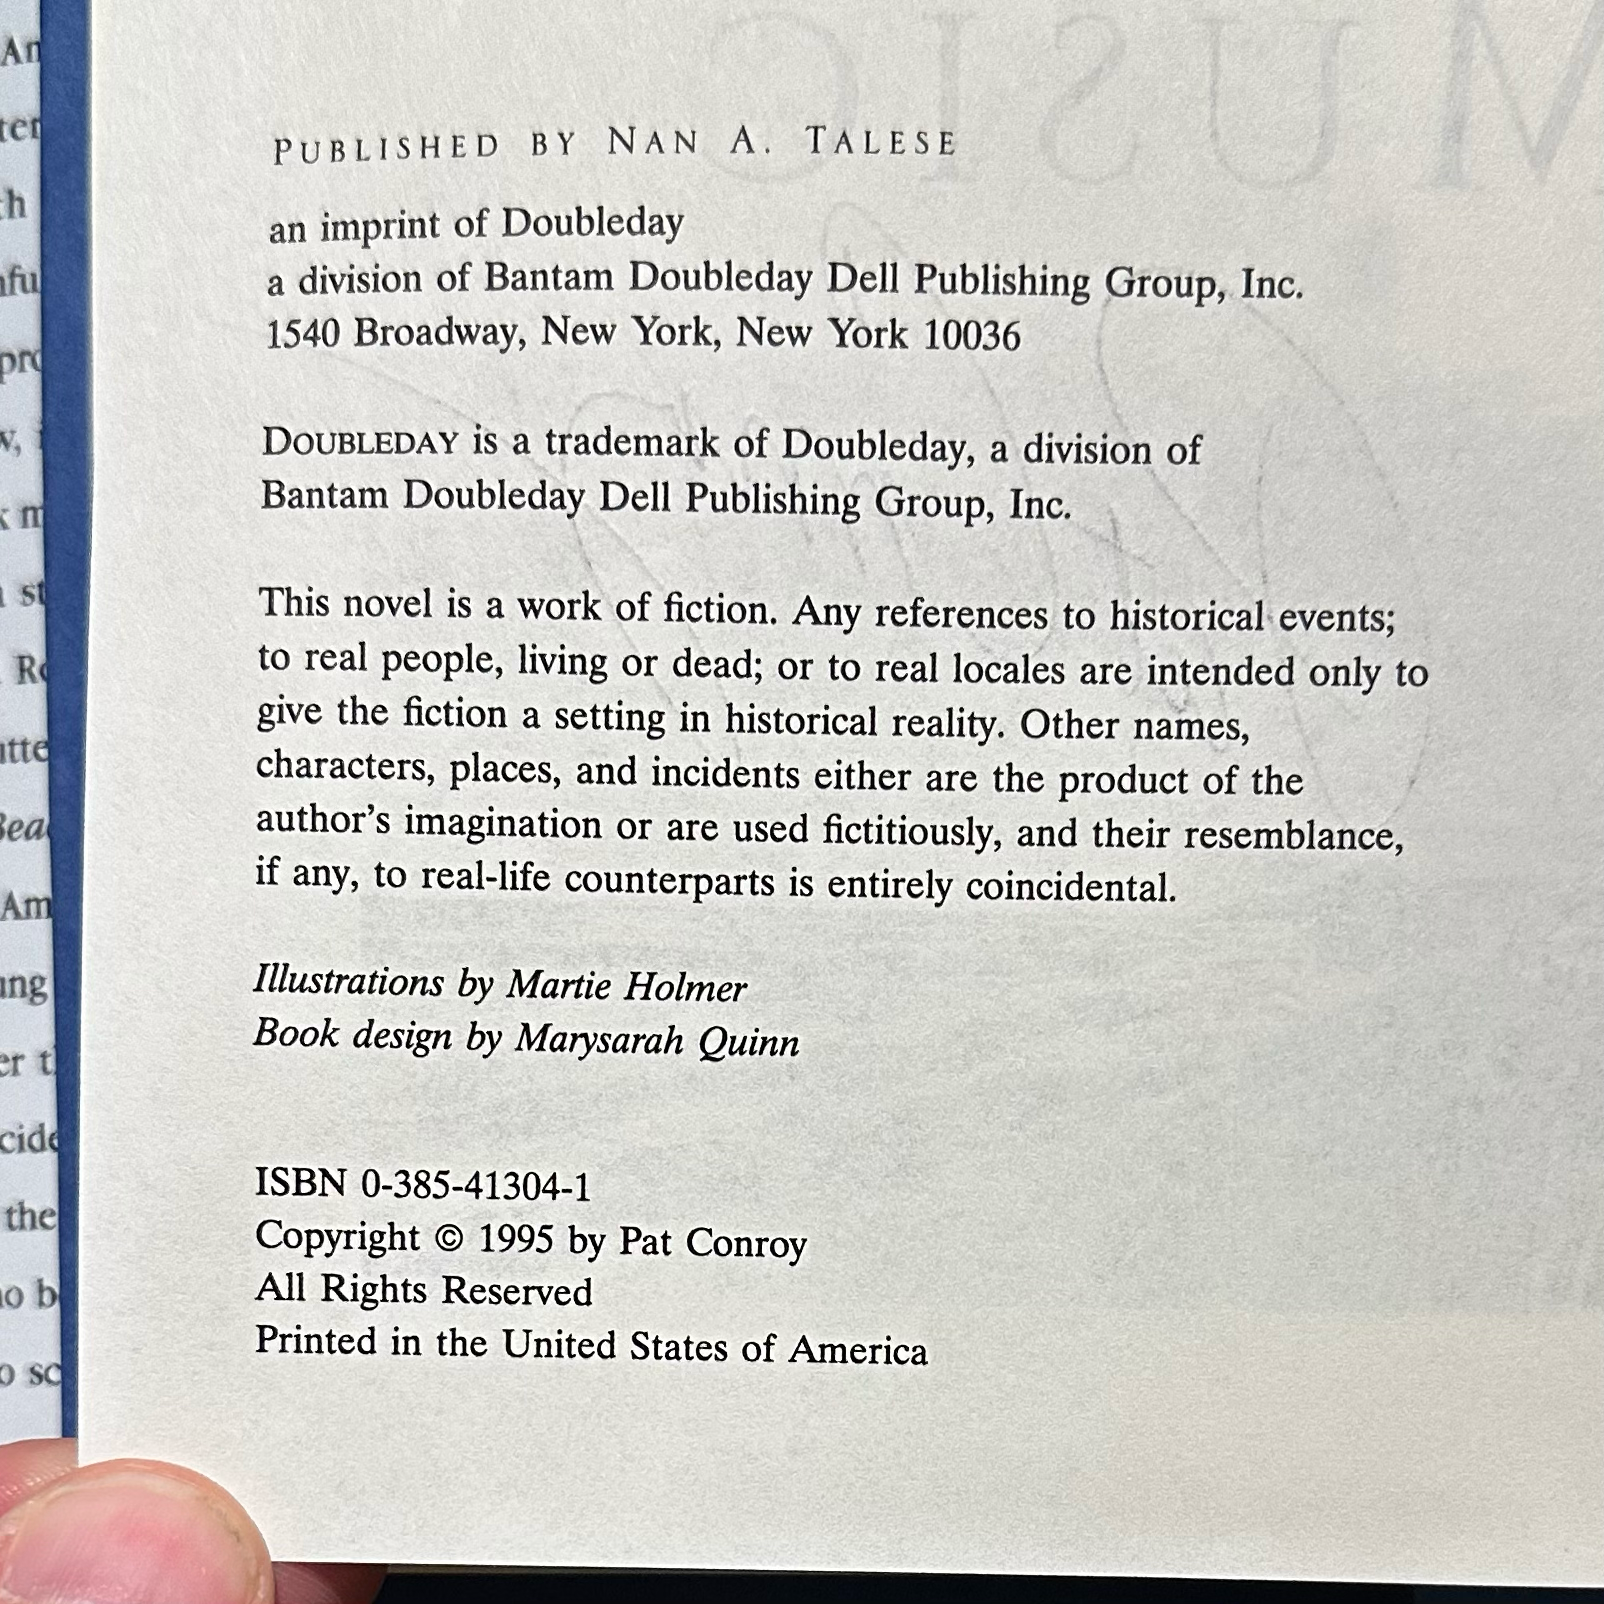 PUBLISHED BY NAN A. TALESE
an imprint of Doubleday
a division of Bantam Doubleday Dell Publishing Group, Inc.
1540 Broadway, New York, New York 10036
DOUBLEDAY is a trademark of Doubleday, a division of
Bantam Doubleday Dell Publishing Group, Inc.
This novel is a work of fiction. Any references to historical events;
to real people, living or dead; or to real locales are intended only to
give the fiction a setting in historical reality. Other names,
characters, places, and incidents either are the product of the
author's imagination or are used fictitiously, and their resemblance,
if any, to real-life counterparts is entirely coincidental.
Illustrations by Martie Holmer
Book design by Marysarah Quinn
ISBN 0-385-41304-1
Copyright © 1995 by Pat Conroy
All Rights Reserved
Printed in the United States of America